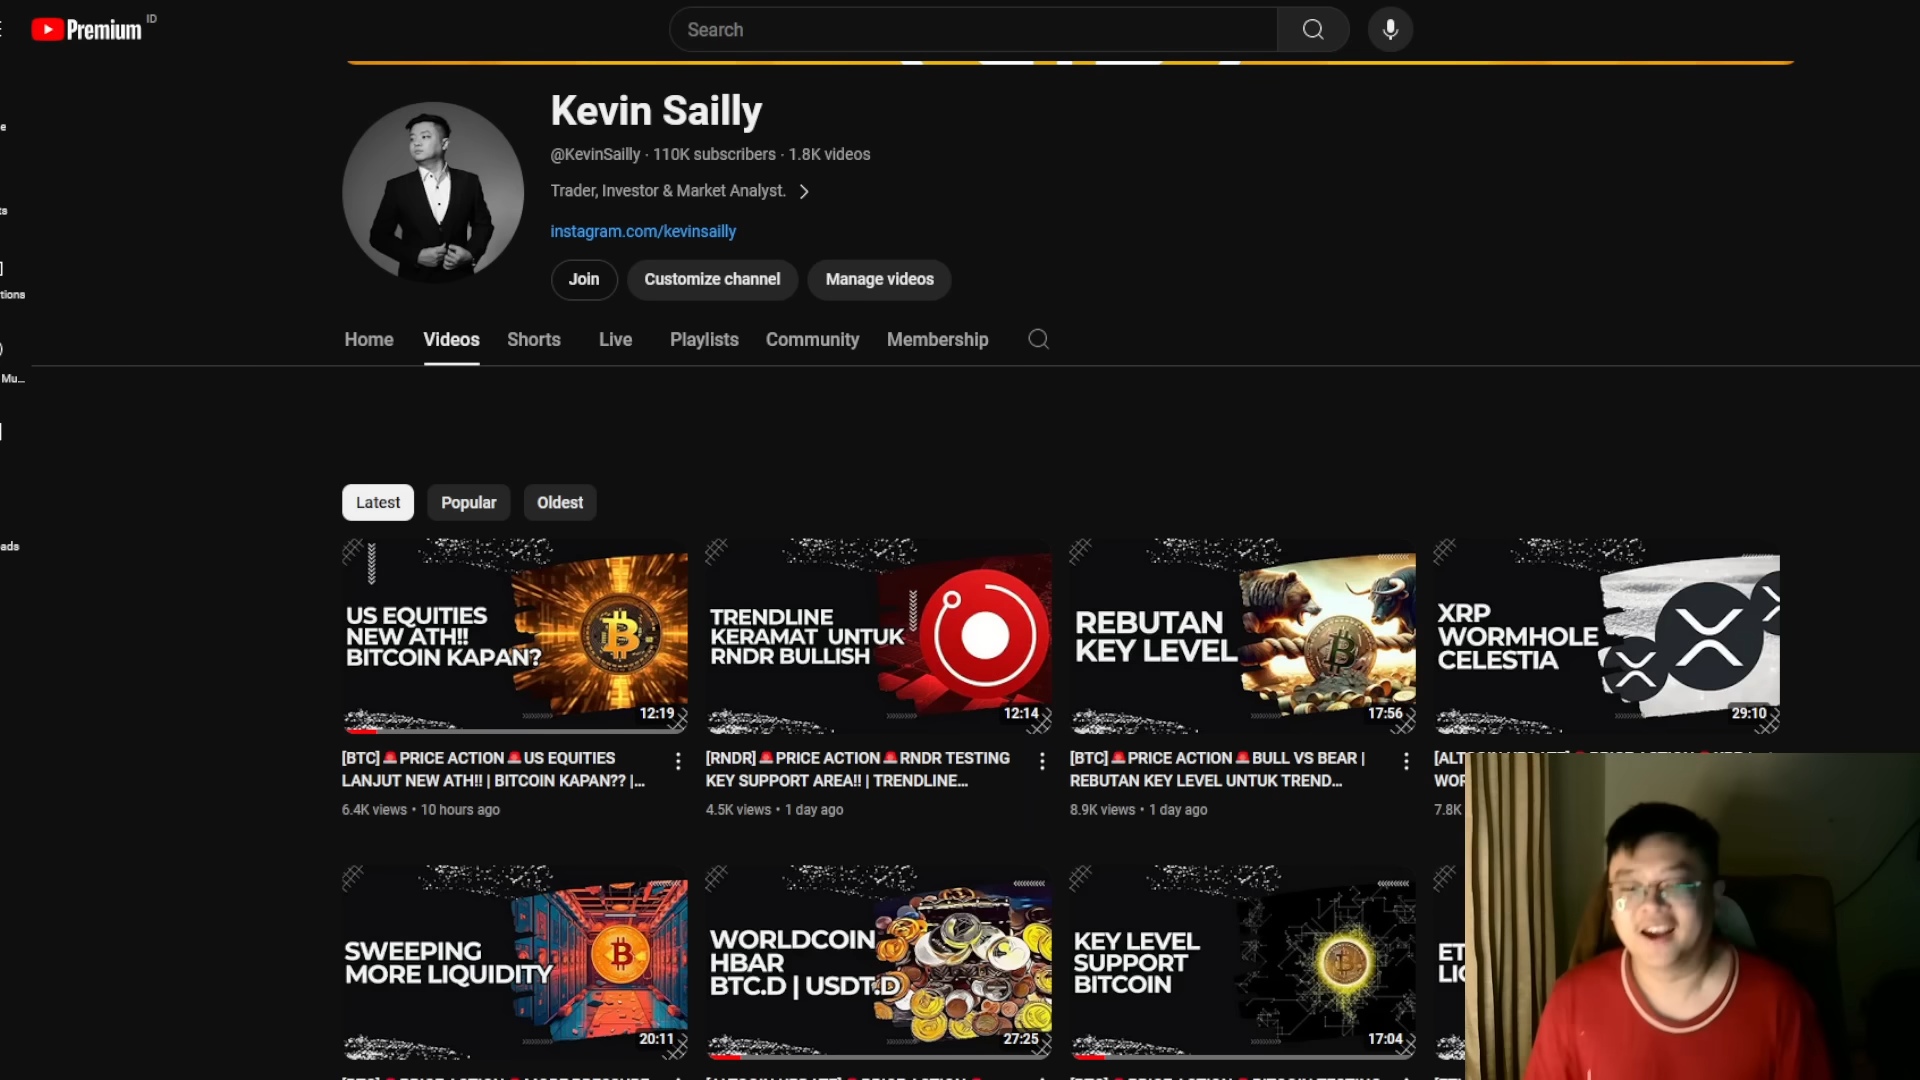 Premium ID
Search
Kevin Sailly
@KevinSailly · 110K subscribers · 1.8K videos
Trader, Investor & Market Analyst.
instagram.com/kevinsailly
Join
Customize channel
Manage videos
Home
Videos
Shorts
Live
Playlists
Community
Membership
tions
Mu...
ads
Latest
Popular
Oldest
US EQUITIES
NEW ATH!!
BITCOIN KAPAN?
12:19
TRENDLINE
KERAMAT UNTUK
RNDR BULLISH
12:14
REBUTAN
KEY LEVEL
17:56
XRP
WORMHOLE
CELESTIA
29:10
[BTC]🚨PRICE ACTION🚨US EQUITIES
LANJUT NEW ATH!! | BITCOIN KAPAN?? |...
6.4K views • 10 hours ago
[RNDR]🚨PRICE ACTION🚨RNDR TESTING
KEY SUPPORT AREA!! | TRENDLINE...
4.5K views • 1 day ago
[BTC]🚨PRICE ACTION🚨BULL VS BEAR |
REBUTAN KEY LEVEL UNTUK TREND...
8.9K views • 1 day ago
7.8K
SWEEPING
MORE LIQUIDITY
20:11
WORLDCOIN
HBAR
BTC.D | USDT.D
27:25
KEY LEVEL
SUPPORT
BITCOIN
17:04